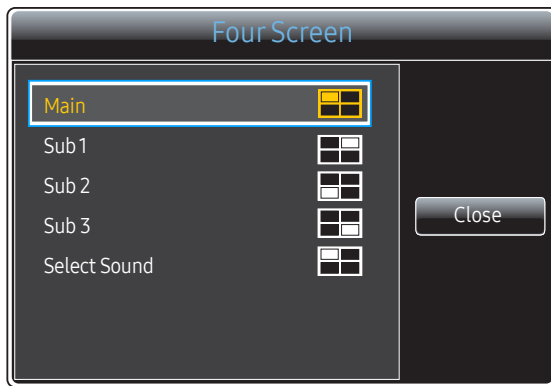 Four Screen
Main
Sub 1
Sub 2
Sub 3
Select Sound
Close